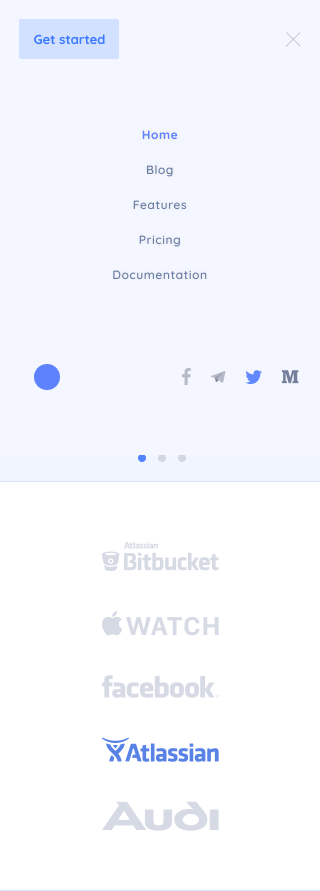 Get started
Home
Blog
Features
Pricing
Documentation
M
Atlassian
Bitbucket
WATCH
facebook
Atlassian
Audi